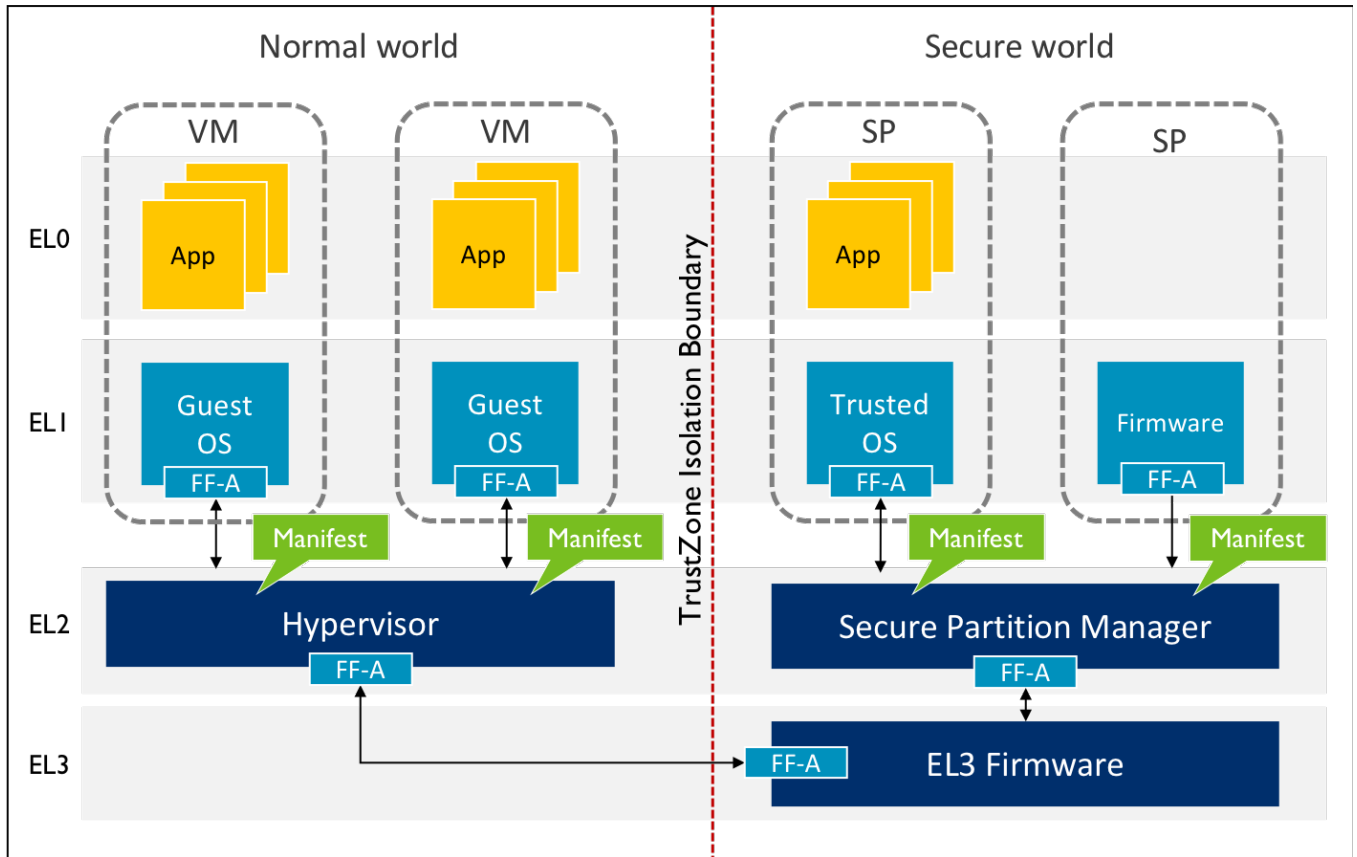 Normal world
Secure world
VM
VM
SP
SP
EL0
App
App
App
TrustZone Isolation Boundary
EL1
Guest
OS
Guest
OS
Trusted
OS
Firmware
FF-A
FF-A
FF-A
FF-A
Manifest
Manifest
Manifest
Manifest
EL2
Hypervisor
Secure Partition Manager
FF-A
FF-A
EL3
FF-A
EL3 Firmware